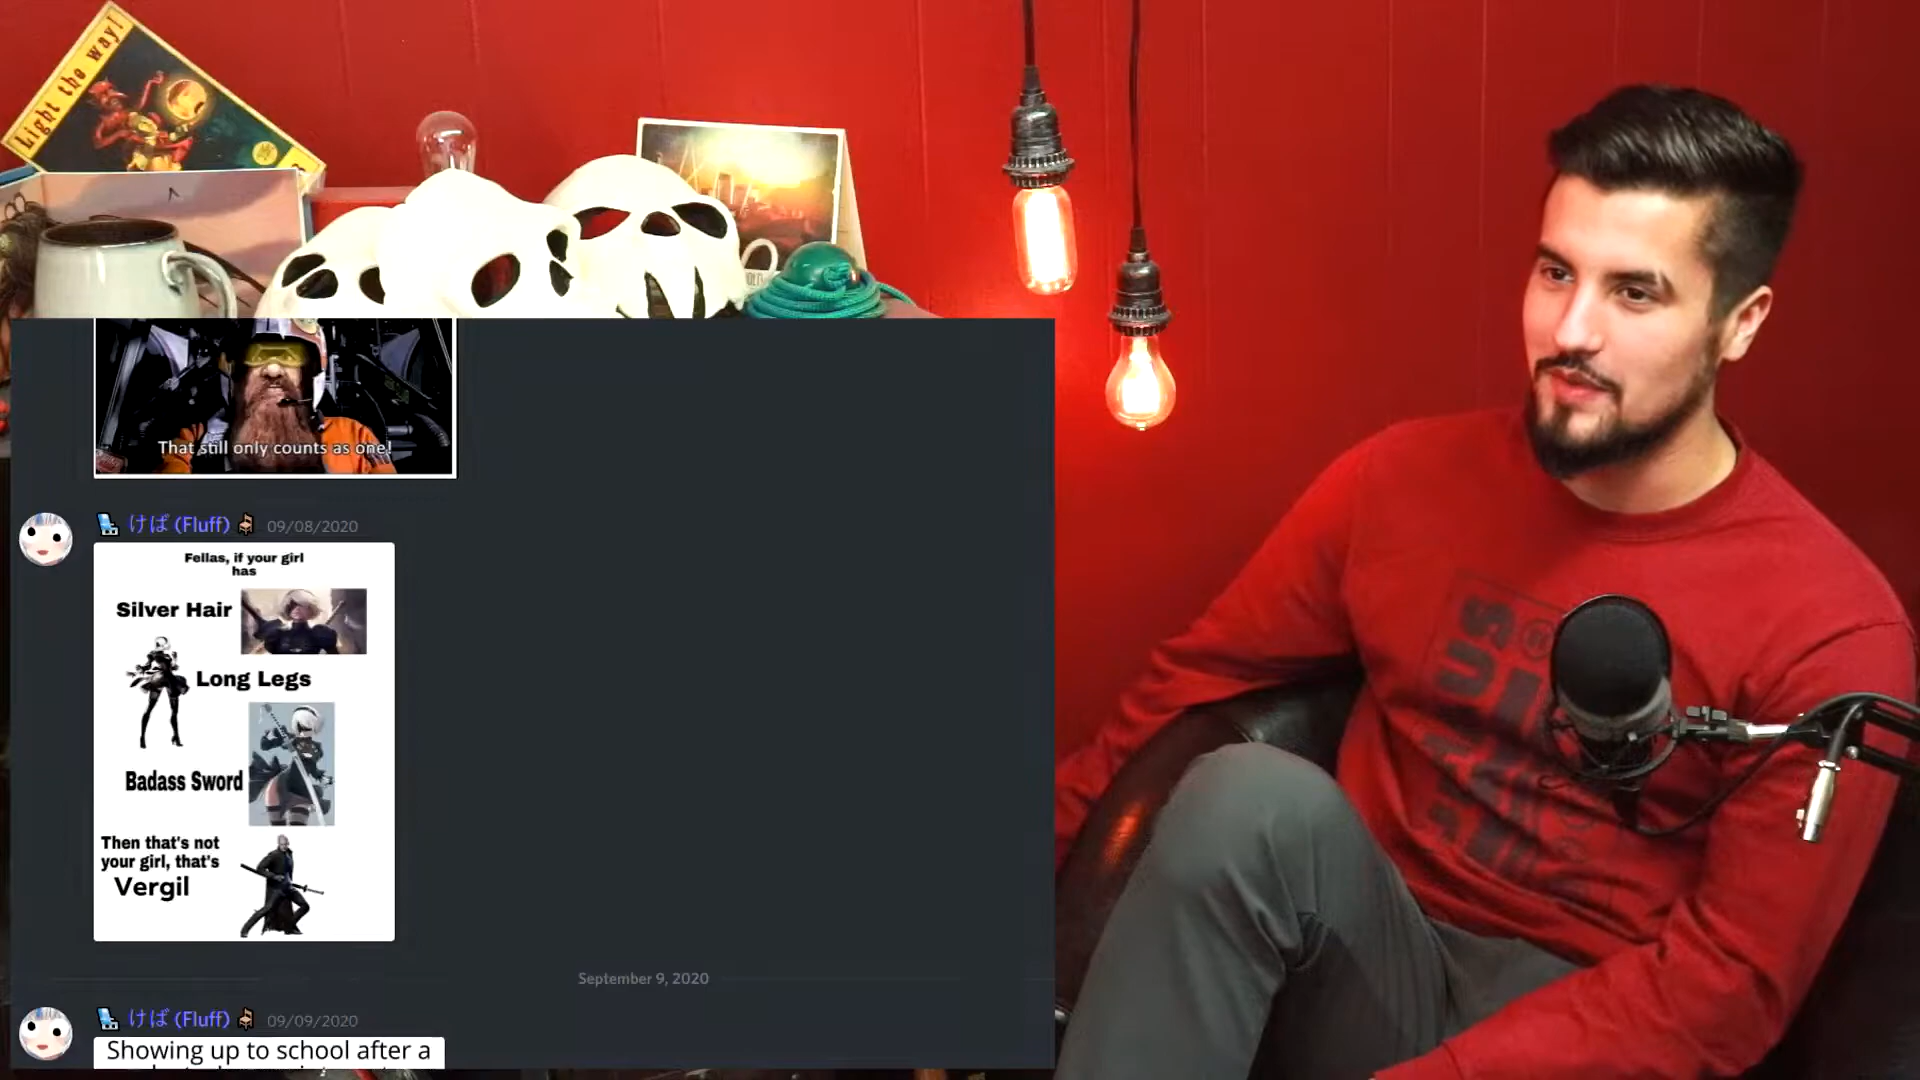 Light the way!
That still only counts as one!
けば (Fluff) 09/08/2020
Fellas, if your girl
has
Silver Hair
Long Legs
Badass Sword
Then that's not
your girl, that's
Vergil
September 9, 2020
けば (Fluff) 09/09/2020
Showing up to school after a